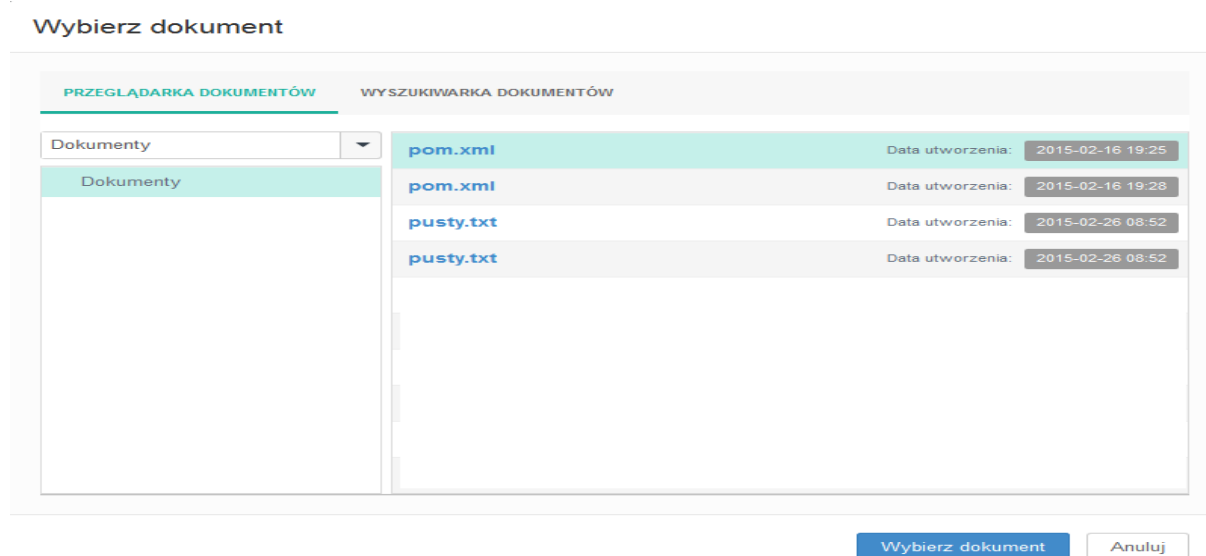 Wybierz dokument
PRZEGLĄDARKA DOKUMENTÓW WYSZUKIWARKA DOKUMENTÓW
Dokumenty
Dokumenty
pom.xml Data utworzenia: 2015-02-16 19:25
pom.xml Data utworzenia: 2015-02-16 19:28
pusty.txt Data utworzenia: 2015-02-26 08:52
pusty.txt Data utworzenia: 2015-02-26 08:52
Wybierz dokument Anuluj